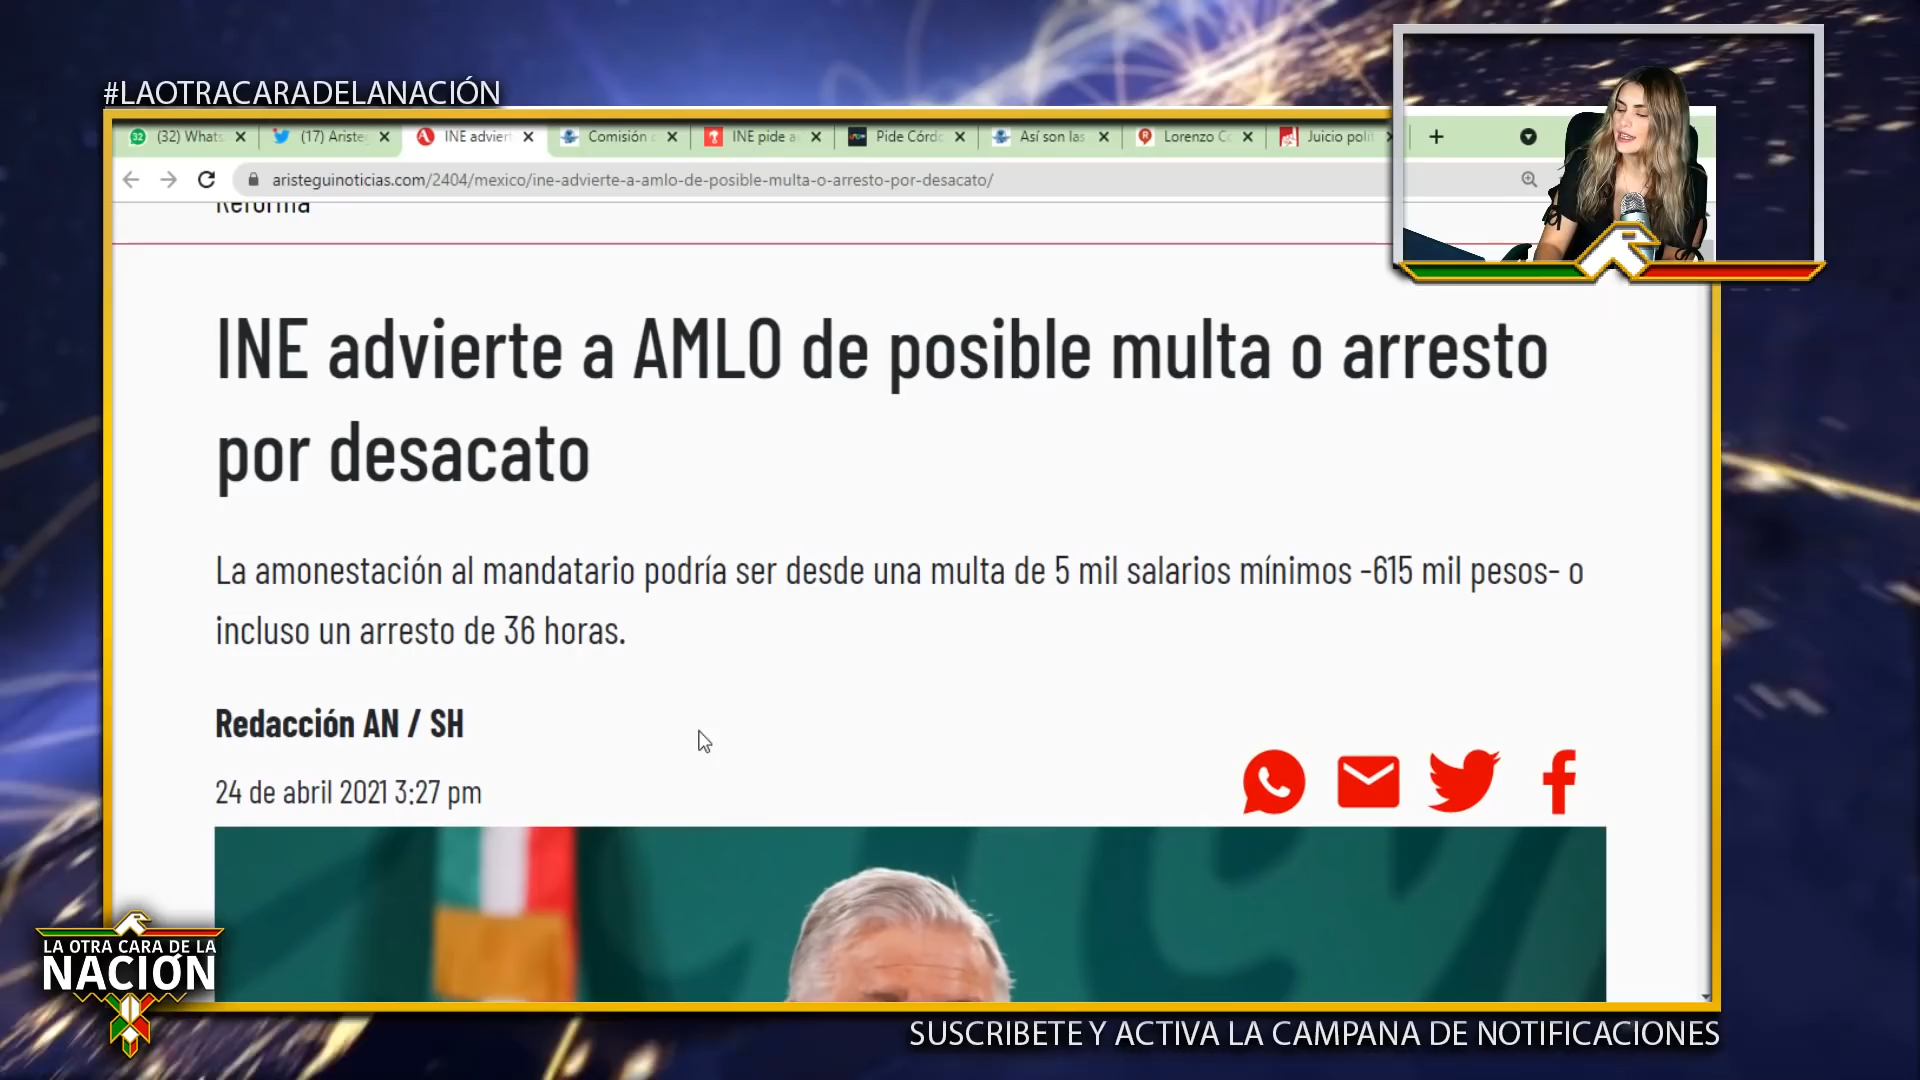 #LAOTRACARADELANACIÓN
(32) Whats
(17) Ariste
INE advier
Comisión
INE pide a
Pide Córdo
Así son las
Lorenzo Có
Juicio polít
aristeguinoticias.com/2404/mexico/ine-advierte-a-amlo-de-posible-multa-o-arresto-por-desacato/
Reforma
INE advierte a AMLO de posible multa o arresto
por desacato
La amonestación al mandatario podría ser desde una multa de 5 mil salarios mínimos -615 mil pesos- o
incluso un arresto de 36 horas.
Redacción AN / SH
24 de abril 2021 3:27 pm
LA OTRA CARA DE LA
NACIÓN
SUSCRIBETE Y ACTIVA LA CAMPANA DE NOTIFICACIONES